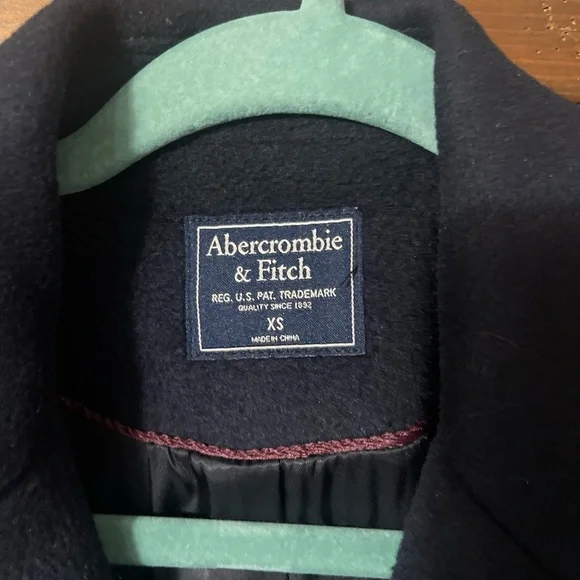 Abercrombie
& Fitch
REG. U.S. PAT. TRADEMARK
QUALITY SINCE 1892
XS
MADE IN CHINA